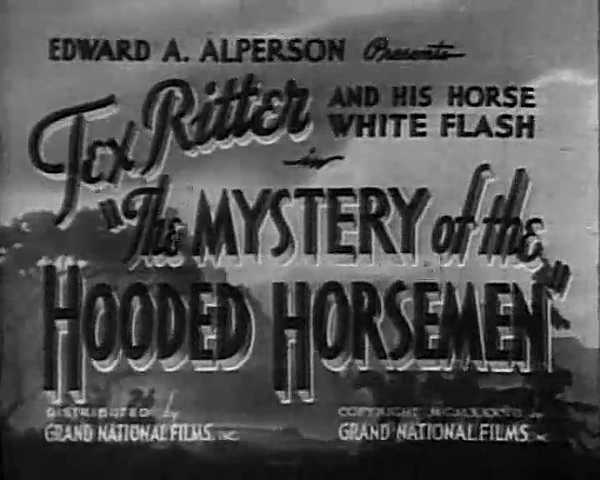 EDWARD A. ALPERSON Presents
Tex Ritter AND HIS HORSE
WHITE FLASH
in
"The MYSTERY of the
HOODED HORSEMEN"
DISTRIBUTED by
GRAND NATIONAL FILMS, INC.
COPYRIGHT
GRAND NATIONAL FILMS INC.